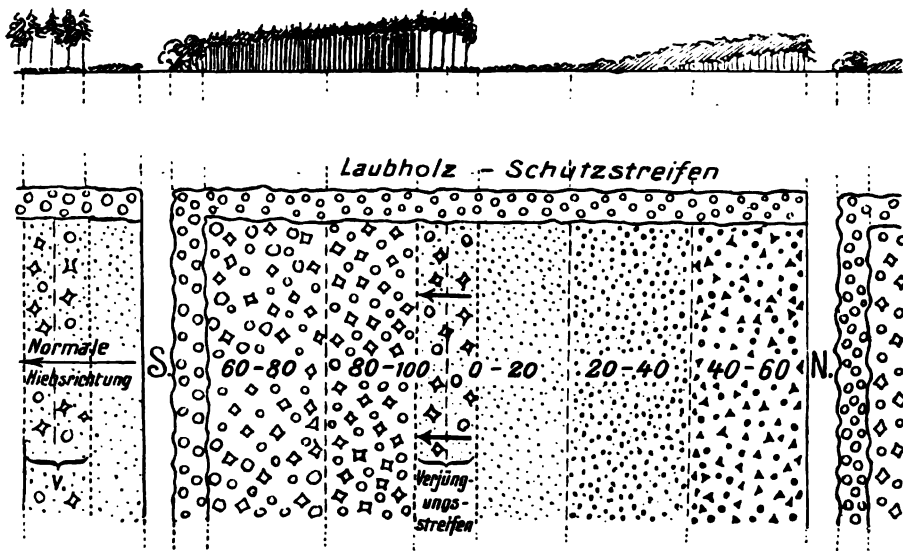 Laubholz – Schutzstreifen
Normale
Hiebsrichtung
S.
60-80
80-100
0-20
20-40
40-60
N.
V.
Verjüng-
ungs-
streifen